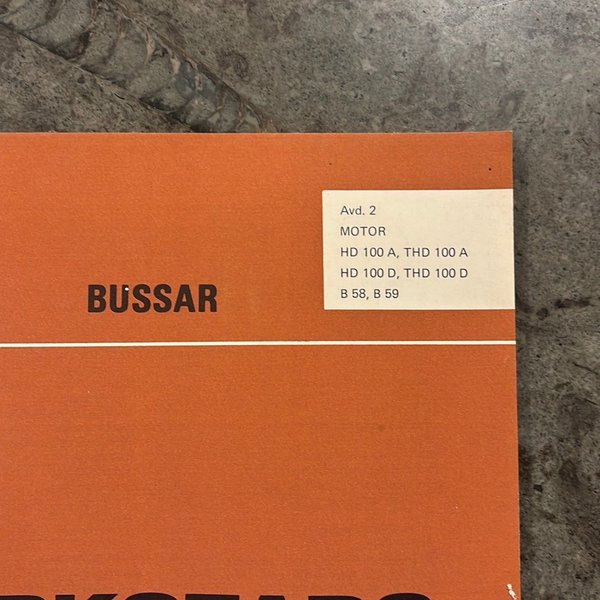 Avd. 2
MOTOR
HD 100 A, THD 100 A
HD 100 D, THD 100 D
B 58, B 59
BUSSAR